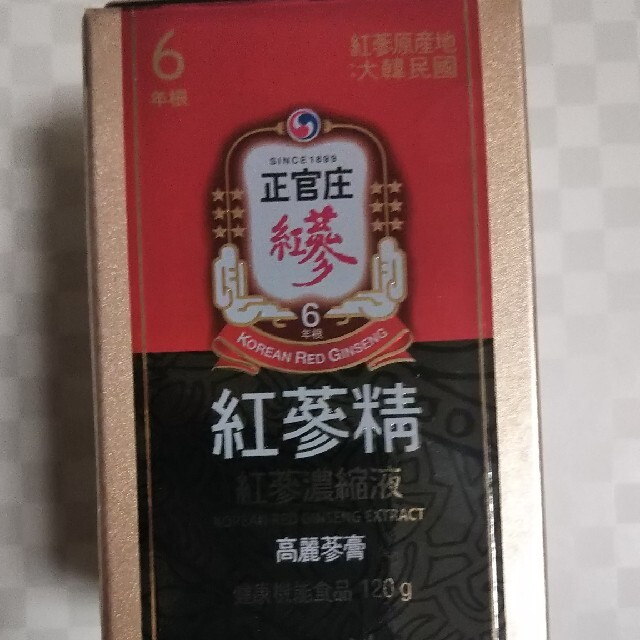 6
年根
紅蔘原産地
:大韓民國
SINCE1899
正官庄
紅蔘
6
年根
KOREAN RED GINSENG
紅蔘精
紅蔘濃縮液
KOREAN RED GINSENG EXTRACT
高麗蔘膏
健康機能食品 120g